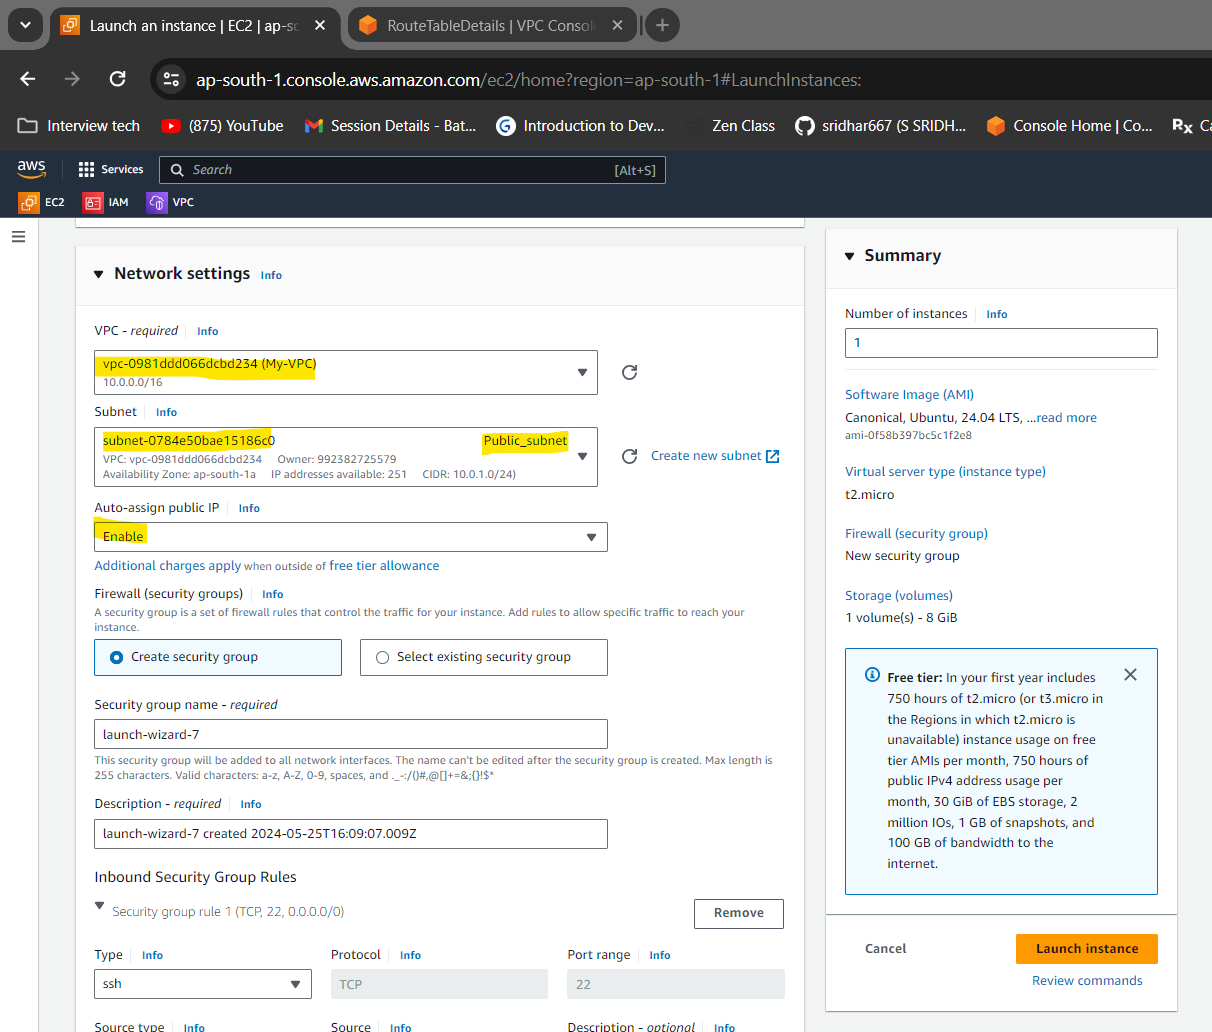 Launch an instance | EC2 | ap-so
RouteTableDetails | VPC Consol
ap-south-1.console.aws.amazon.com/ec2/home?region=ap-south-1#LaunchInstances:
Interview tech
(875) YouTube
Session Details - Bat...
Introduction to Dev...
Zen Class
sridhar667 (S SRIDH...
Console Home | Co...
Rx
aws
Services
Search
[Alt+S]
EC2
IAM
VPC
Network settings Info
VPC - required Info
vpc-0981ddd066dcbd234 (My-VPC)
10.0.0.0/16
Subnet Info
subnet-0784e50bae15186c0 Public_subnet
VPC: vpc-0981ddd066dcbd234 Owner: 992382725579
Availability Zone: ap-south-1a IP addresses available: 251 CIDR: 10.0.1.0/24)
Create new subnet
Auto-assign public IP Info
Enable
Additional charges apply when outside of free tier allowance
Firewall (security groups) Info
A security group is a set of firewall rules that control the traffic for your instance. Add rules to allow specific traffic to reach your
instance.
Create security group
Select existing security group
Security group name - required
launch-wizard-7
This security group will be added to all network interfaces. The name can't be edited after the security group is created. Max length is
255 characters. Valid characters: a-z, A-Z, 0-9, spaces, and ._-:/()#,@[]+=&;{}!$*
Description - required Info
launch-wizard-7 created 2024-05-25T16:09:07.009Z
Inbound Security Group Rules
Security group rule 1 (TCP, 22, 0.0.0.0/0)
Remove
Type Info
Protocol Info
Port range Info
ssh
TCP
22
Source type Info
Source Info
Description - optional Info
Summary
Number of instances Info
1
Software Image (AMI)
Canonical, Ubuntu, 24.04 LTS, ...read more
ami-0f58b397bc5c1f2e8
Virtual server type (instance type)
t2.micro
Firewall (security group)
New security group
Storage (volumes)
1 volume(s) - 8 GiB
Free tier: In your first year includes
750 hours of t2.micro (or t3.micro in
the Regions in which t2.micro is
unavailable) instance usage on free
tier AMIs per month, 750 hours of
public IPv4 address usage per
month, 30 GiB of EBS storage, 2
million IOs, 1 GB of snapshots, and
100 GB of bandwidth to the
internet.
Cancel
Launch instance
Review commands